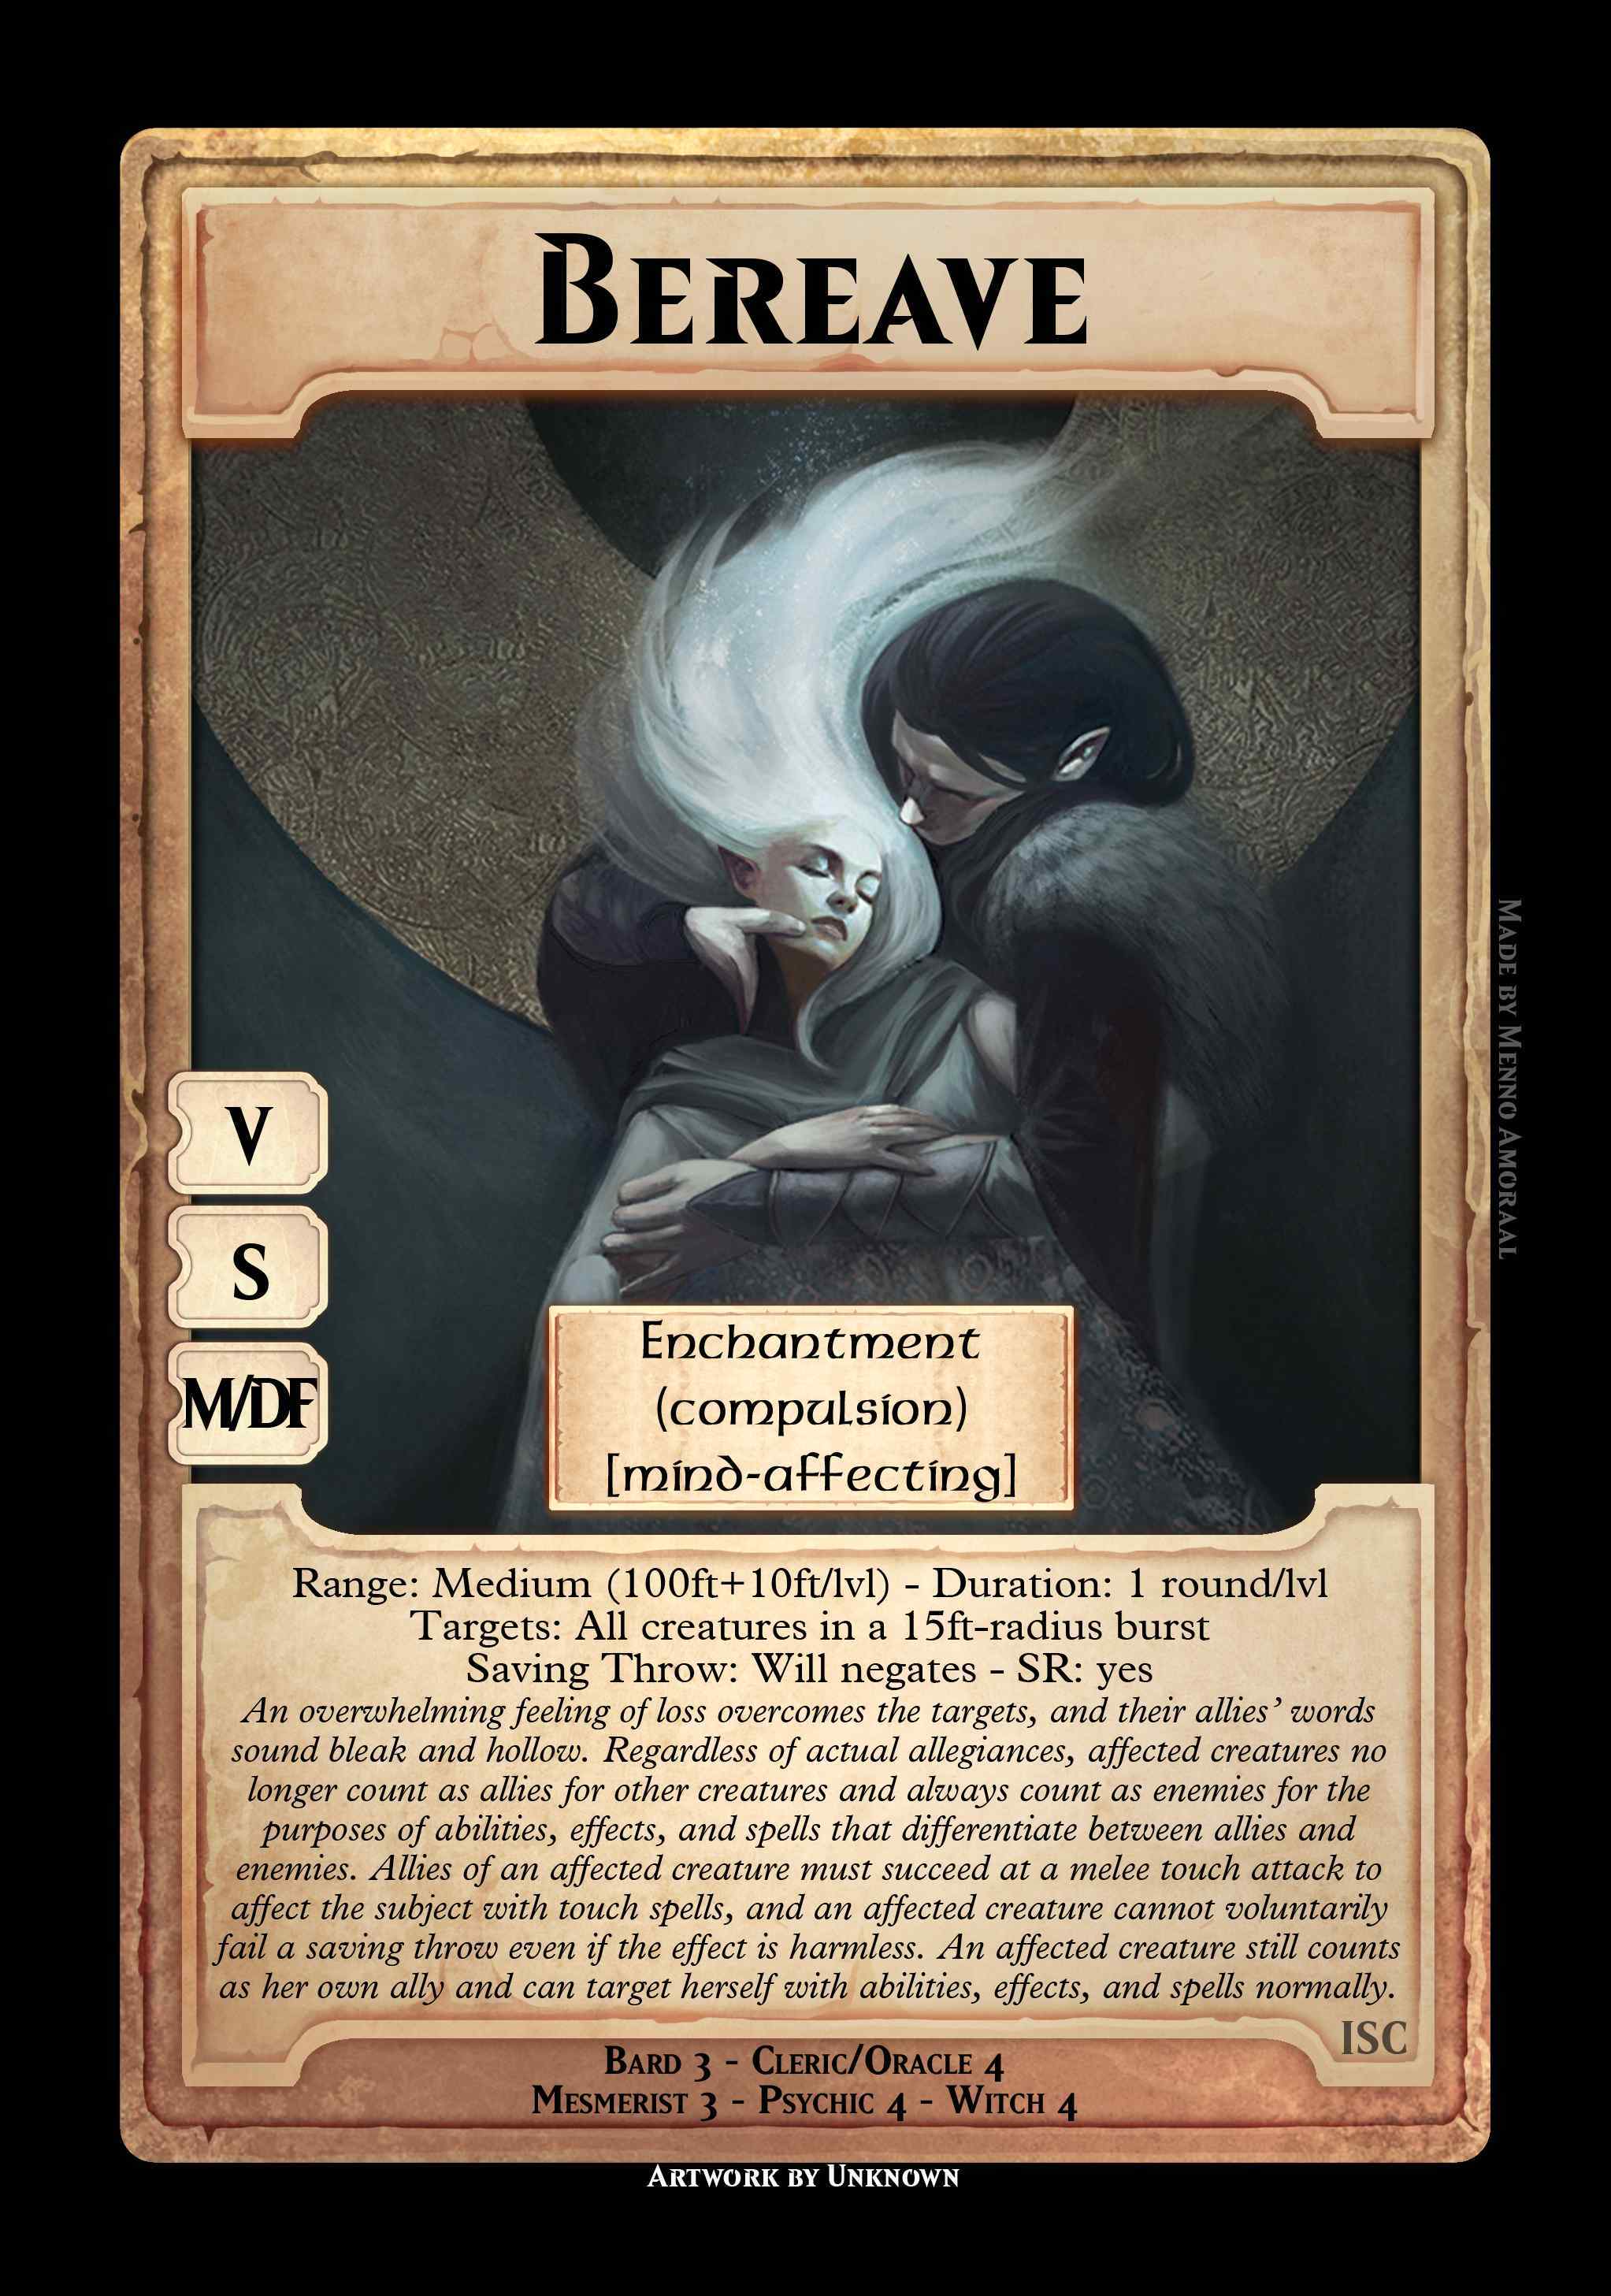 Bereave
V
S
M/DF
Enchantment
(compulsion)
[mind-affecting]
Range: Medium (100ft+10ft/lvl) - Duration: 1 round/lvl
Targets: All creatures in a 15ft-radius burst
Saving Throw: Will negates - SR: yes
An overwhelming feeling of loss overcomes the targets, and their allies’ words
sound bleak and hollow. Regardless of actual allegiances, affected creatures no
longer count as allies for other creatures and always count as enemies for the
purposes of abilities, effects, and spells that differentiate between allies and
enemies. Allies of an affected creature must succeed at a melee touch attack to
affect the subject with touch spells, and an affected creature cannot voluntarily
fail a saving throw even if the effect is harmless. An affected creature still counts
as her own ally and can target herself with abilities, effects, and spells normally.
ISC
Bard 3 - Cleric/Oracle 4
Mesmerist 3 - Psychic 4 - Witch 4
Artwork by Unknown
Made by Menno Amoraal